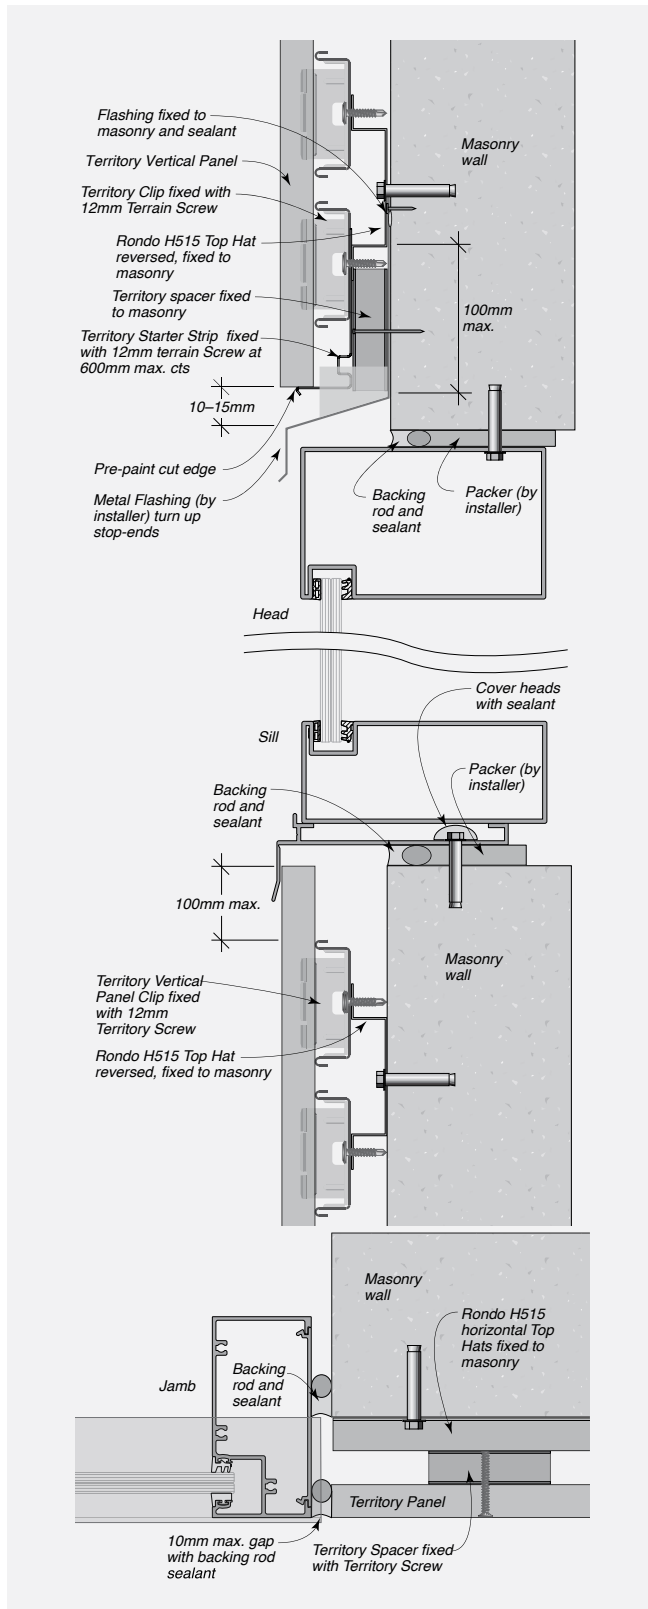 Flashing fixed to
masonry and sealant
Masonry
wall
Territory Vertical Panel
Territory Clip fixed with
12mm Terrain Screw
Rondo H515 Top Hat
reversed, fixed to
masonry
Territory spacer fixed
to masonry
100mm
max.
Territory Starter Strip fixed
with 12mm terrain Screw at
600mm max. cts
10–15mm
Pre-paint cut edge
Metal Flashing (by
installer) turn up
stop-ends
Backing
rod and
sealant
Packer (by
installer)
Head
Cover heads
with sealant
Sill
Packer (by
installer)
Backing
rod and
sealant
100mm max.
Masonry
wall
Territory Vertical
Panel Clip fixed
with 12mm
Territory Screw
Rondo H515 Top Hat
reversed, fixed to masonry
Masonry
wall
Rondo H515
horizontal Top
Hats fixed to
masonry
Jamb
Backing
rod and
sealant
Territory Panel
10mm max. gap
with backing rod
sealant
Territory Spacer fixed
with Territory Screw